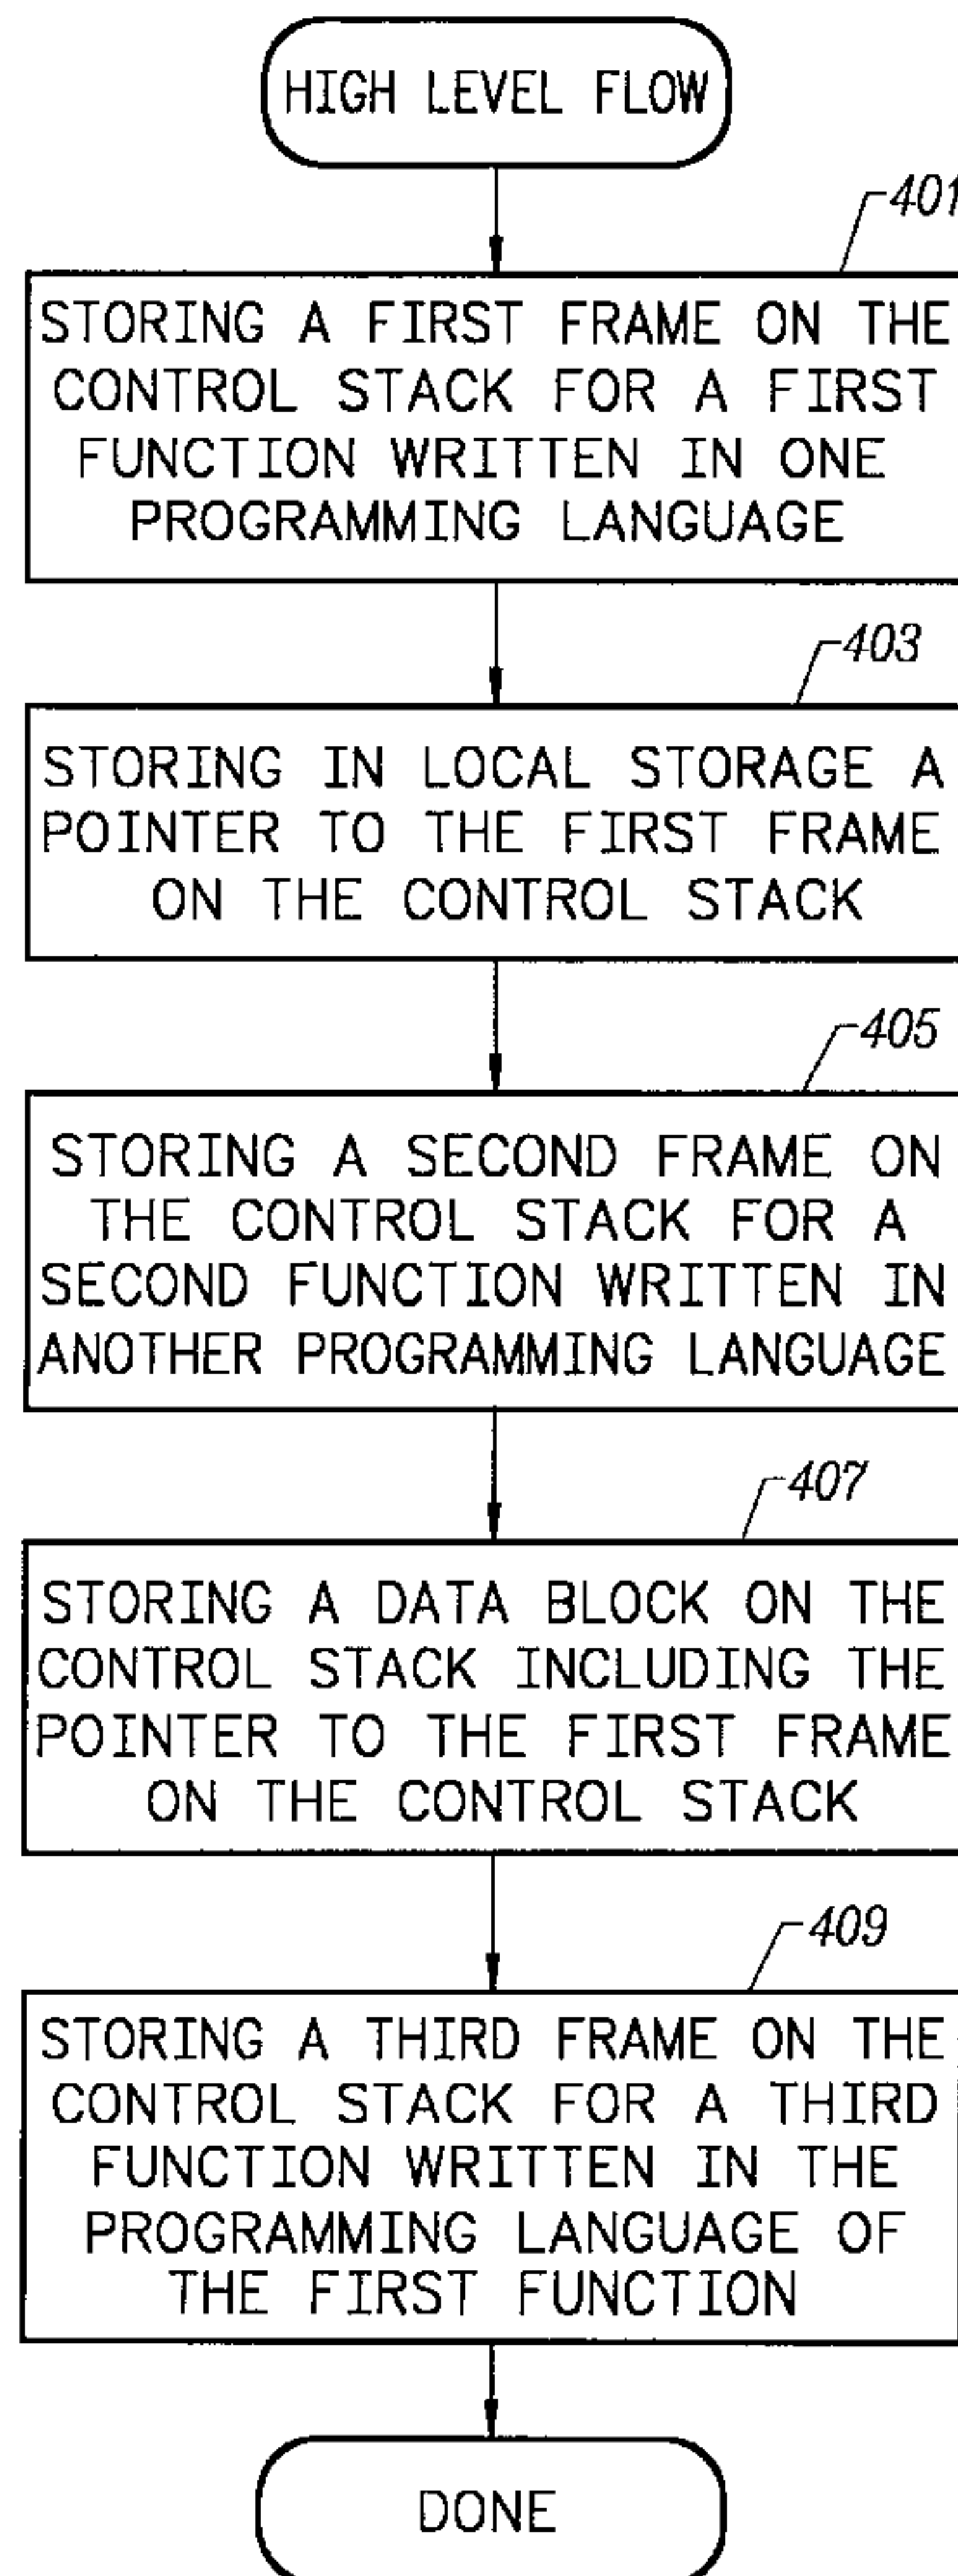 HIGH LEVEL FLOW
401
STORING A FIRST FRAME ON THE
CONTROL STACK FOR A FIRST
FUNCTION WRITTEN IN ONE
PROGRAMMING LANGUAGE
403
STORING IN LOCAL STORAGE A
POINTER TO THE FIRST FRAME
ON THE CONTROL STACK
405
STORING A SECOND FRAME ON
THE CONTROL STACK FOR A
SECOND FUNCTION WRITTEN IN
ANOTHER PROGRAMMING LANGUAGE
407
STORING A DATA BLOCK ON THE
CONTROL STACK INCLUDING THE
POINTER TO THE FIRST FRAME
ON THE CONTROL STACK
409
STORING A THIRD FRAME ON THE
CONTROL STACK FOR A THIRD
FUNCTION WRITTEN IN THE
PROGRAMMING LANGUAGE OF
THE FIRST FUNCTION
DONE